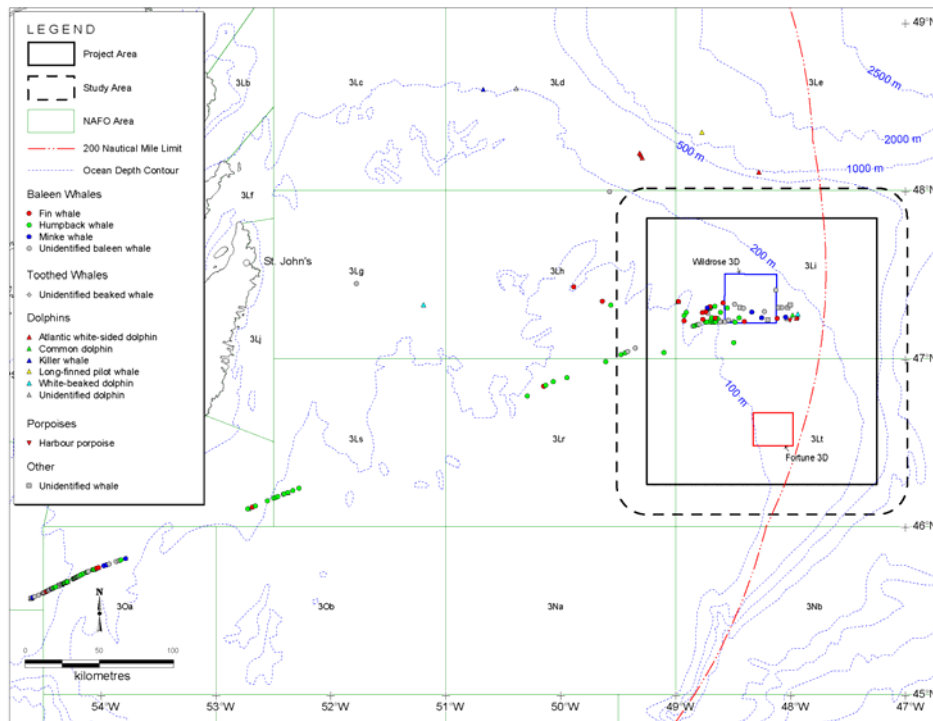 LEGEND
Project Area
Study Area
NAFO Area
200 Nautical Mile Limit
Ocean Depth Contour
Baleen Whales
Fin whale
Humpback whale
Minke whale
Unidentified baleen whale
Toothed Whales
Unidentified beaked whale
Dolphins
Atlantic white-sided dolphin
Common dolphin
Killer whale
Long-finned pilot whale
White-beaked dolphin
Unidentified dolphin
Porpoises
Harbour porpoise
Other
Unidentified whale
3Lb
3Lc
3Ld
3Le
49°N
2500 m
2000 m
500 m
1000 m
3Lf
48°N
200 m
St. John's
3Lg
3Lh
Wildrose 3D
3Li
3Lj
47°N
100 m
3Ls
3Lr
3Lt
Fortune 3D
46°N
N
3Oa
3Ob
3Na
3Nb
0 50 100
kilometres
45°N
54°W
53°W
52°W
51°W
50°W
49°W
48°W
47°W